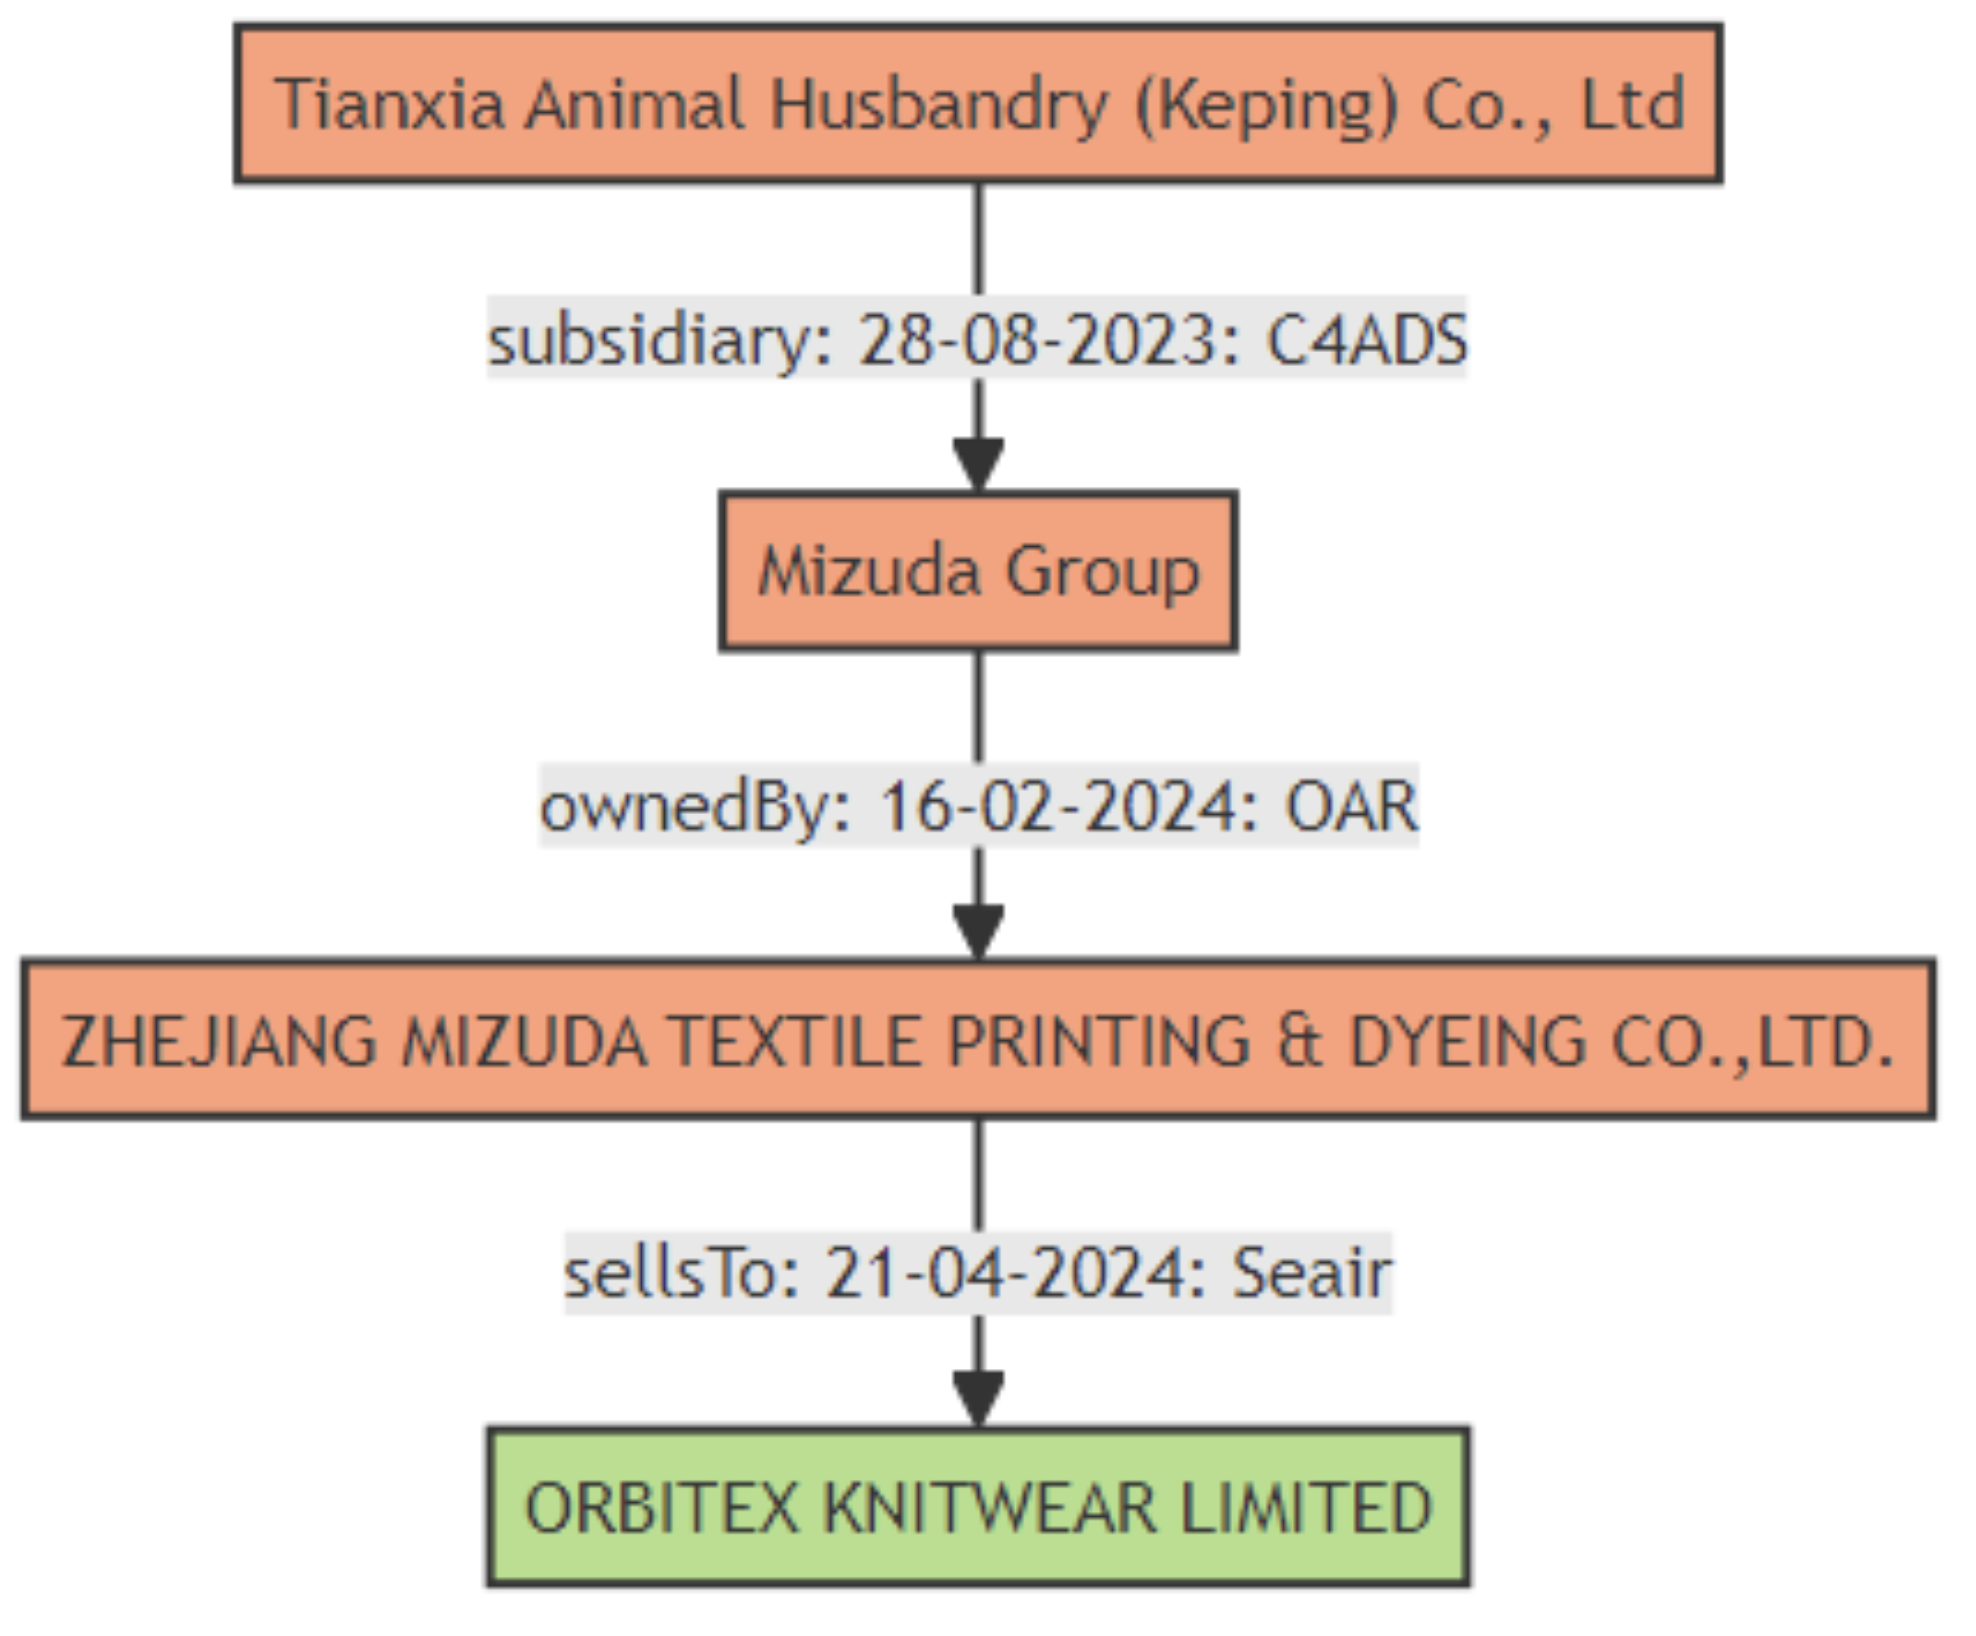 Tianxia Animal Husbandry (Keping) Co., Ltd
subsidiary: 28-08-2023: C4ADS
Mizuda Group
ownedBy: 16-02-2024: OAR
ZHEJIANG MIZUDA TEXTILE PRINTING & DYEING CO.,LTD.
sellsTo: 21-04-2024: Seair
ORBITEX KNITWEAR LIMITED